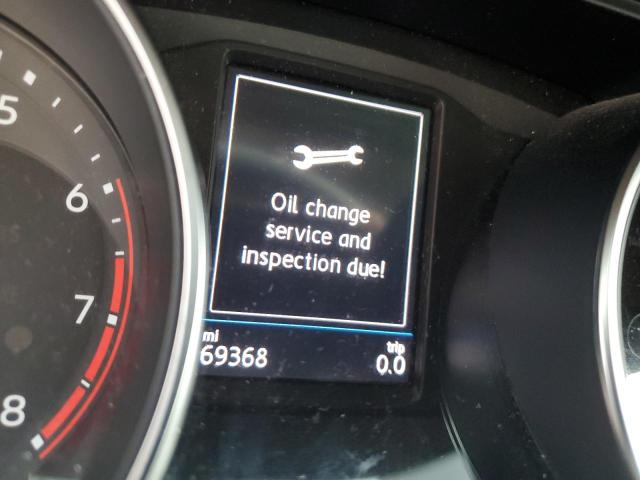 5
6
7
8
Oil change
service and
inspection due!
mi trip
69368 0.0